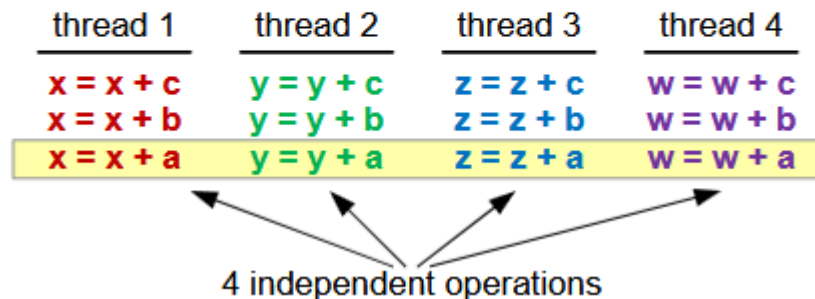 thread 1 thread 2 thread 3 thread 4
x = x + c y = y + c z = z + c w = w + c
x = x + b y = y + b z = z + b w = w + b
x = x + a y = y + a z = z + a w = w + a
4 independent operations